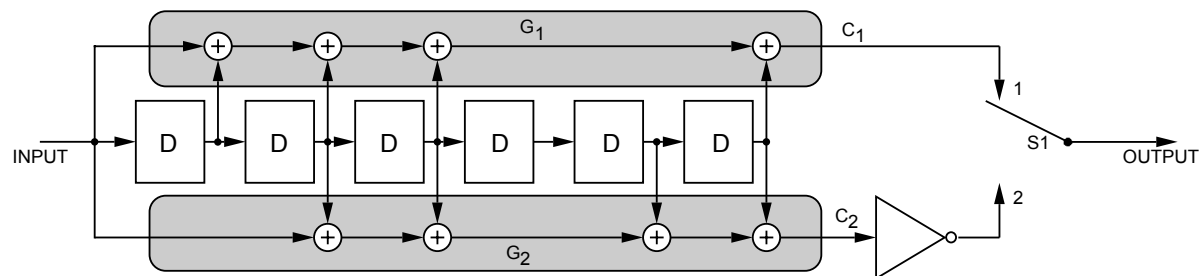 G1
C1
+ + + +
1
INPUT
D D D D D D
S1
OUTPUT
2
+ + + +
C2
G2